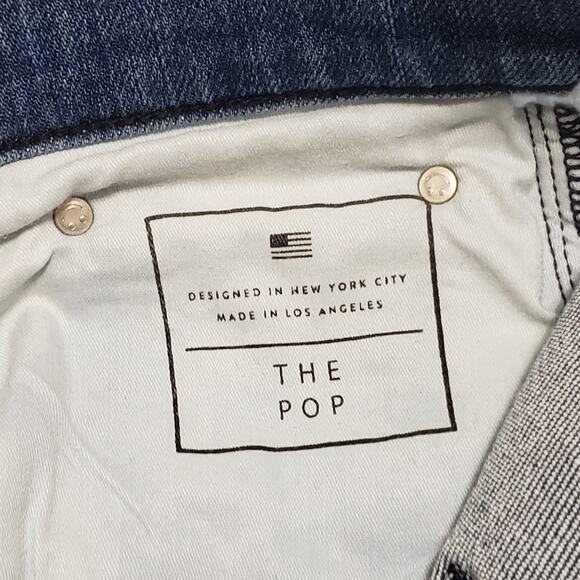 DESIGNED IN NEW YORK CITY
MADE IN LOS ANGELES
THE
POP